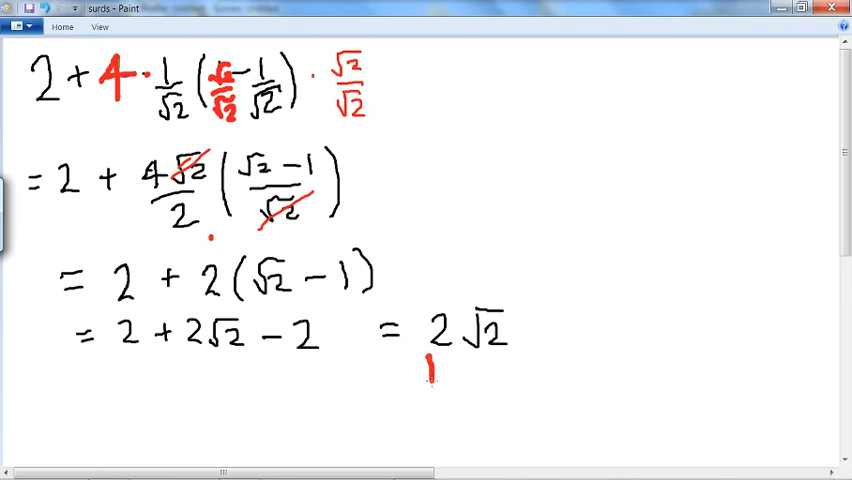 surds - Paint
Home View
2 + 4 · 1/√2 (√2/√2 - 1/√2) · √2/√2
= 2 + 4√2/2 (√2 - 1/√2)
= 2 + 2(√2 - 1)
= 2 + 2√2 - 2 = 2√2